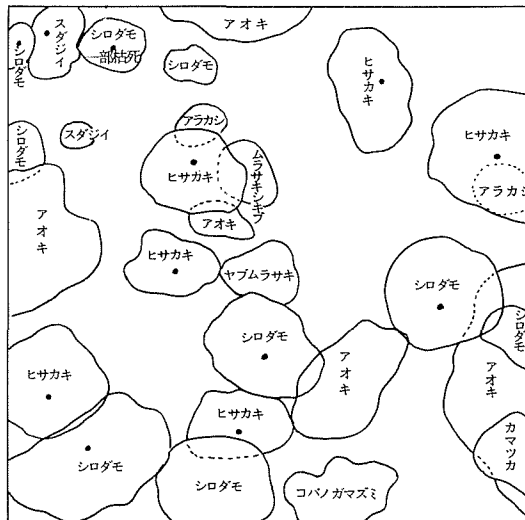 アオキ
スダジイ
シロダモ
一部枯死
シロダモ
シロダモ
ヒサカキ
アラカシ
シロダモ
スダジイ
ヒサカキ
ムラサキシキブ
ヒサカキ
アラカシ
アオキ
アオキ
ヒサカキ
ヤブムラサキ
シロダモ
シロダモ
シロダモ
アオキ
アオキ
ヒサカキ
ヒサカキ
カマツカ
シロダモ
シロダモ
コバノガマズミ